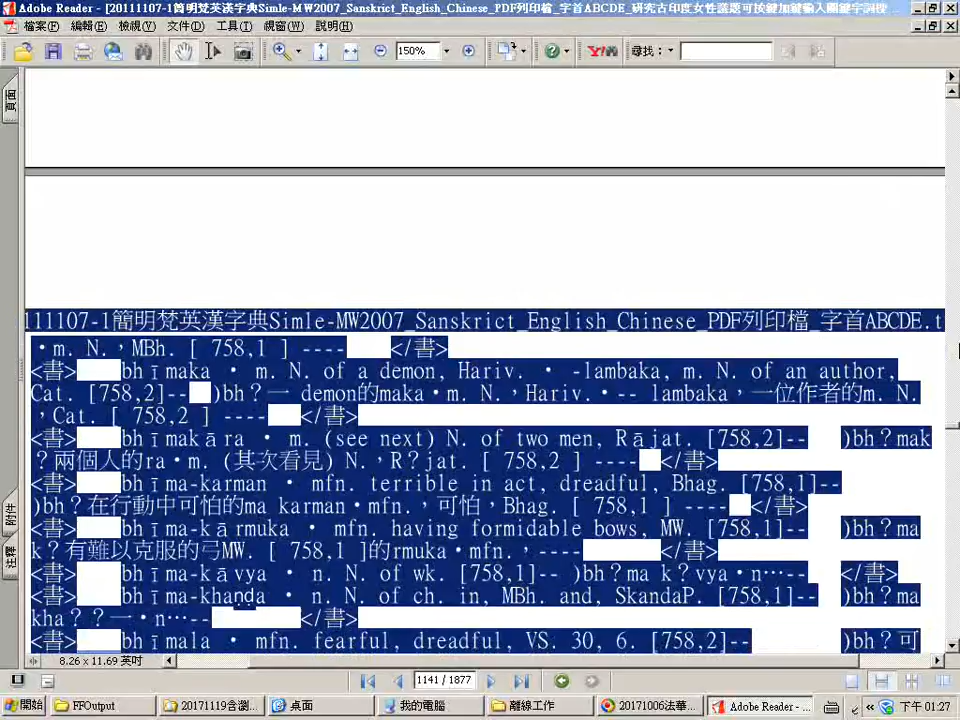 Adobe Reader - [20111107-1簡明梵英漢字典Simle-MW2007_Sanskrict_English_Chinese_PDF列印檔_字首ABCDE_研究古印度女性議題可按鍵加鍵輸入關鍵字詞搜
檔案(F) 編輯(E) 檢視(V) 文件(D) 工具(T) 視窗(W) 說明(H)
150% 尋找:
頁面
111107-1簡明梵英漢字典Simle-MW2007_Sanskrict_English_Chinese_PDF列印檔_字首ABCDE.t
‧m. N.，MBh. [ 758,1 ] ---- </書>
<書> bhīmaka ‧ m. N. of a demon, Hariv. ‧ -lambaka, m. N. of an author,
Cat. [758,2]-- )bh？一 demon的maka‧m. N.，Hariv.‧-- lambaka，一位作者的m. N.
，Cat. [ 758,2 ] ---- </書>
<書> bhīmakāra ‧ m. (see next) N. of two men, Rājat. [758,2]-- )bh？mak
？兩個人的ra‧m. (其次看見) N.，R？jat. [ 758,2 ] ---- </書>
<書> bhīma-karman ‧ mfn. terrible in act, dreadful, Bhag. [758,1]--
)bh？在行動中可怕的ma karman‧mfn.，可怕，Bhag. [ 758,1 ] ---- </書>
<書> bhīma-kārmuka ‧ mfn. having formidable bows, MW. [758,1]-- )bh？ma
k？有難以克服的弓MW. [ 758,1 ]的rmuka‧mfn.，---- </書>
<書> bhīma-kāvya ‧ n. N. of wk. [758,1]-- )bh？ma k？vya‧n…-- </書>
<書> bhīma-khaṇḍa ‧ n. N. of ch. in, MBh. and, SkandaP. [758,1]-- )bh？ma
kha？？一‧n…-- </書>
<書> bhīmala ‧ mfn. fearful, dreadful, VS. 30, 6. [758,2]-- )bh？可
附件
註釋
8.26 x 11.69 英吋
1141 / 1877
開始 FFOutput 20171119含瀏... 桌面 我的電腦 離線工作 20171006法華... Adobe Reader - ... 下午 01:27